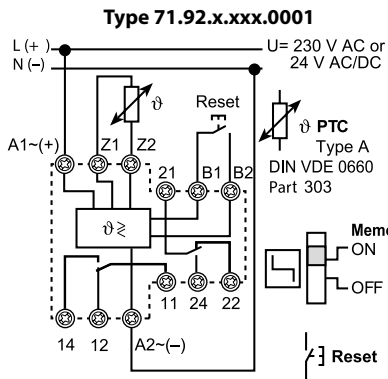 Type 71.92.x.xxx.0001
L (+)
U= 230 V AC or
N (–)
24 V AC/DC
ϑ
Reset
ϑ PTC
Type A
DIN VDE 0660
Part 303
A1~(+) Z1 Z2
21 B1 B2
ϑ ≷
ON
OFF
11 24 22
14 12 A2~(–)
Reset